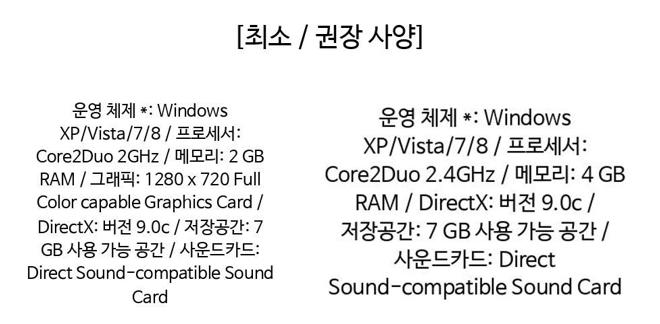 [최소 / 권장 사양]
운영 체제 *: Windows
XP/Vista/7/8 / 프로세서:
Core2Duo 2GHz / 메모리: 2 GB
RAM / 그래픽: 1280 x 720 Full
Color capable Graphics Card /
DirectX: 버전 9.0c / 저장공간: 7
GB 사용 가능 공간 / 사운드카드:
Direct Sound-compatible Sound
Card
운영 체제 *: Windows
XP/Vista/7/8 / 프로세서:
Core2Duo 2.4GHz / 메모리: 4 GB
RAM / DirectX: 버전 9.0c /
저장공간: 7 GB 사용 가능 공간 /
사운드카드: Direct
Sound-compatible Sound Card